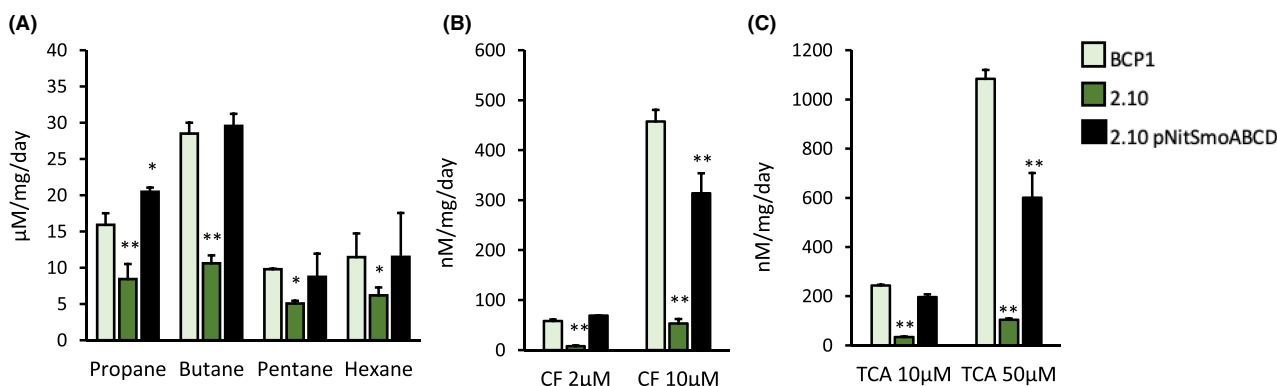 (A)
µM/mg/day
40
35
30
25
20
15
10
5
0
** * ** * *
Propane Butane Pentane Hexane
(B)
nM/mg/day
600
500
400
300
200
100
0
** ** **
CF 2µM CF 10µM
(C)
nM/mg/day
1200
1000
800
600
400
200
0
** ** **
TCA 10µM TCA 50µM
BCP1
2.10
2.10 pNitSmoABCD